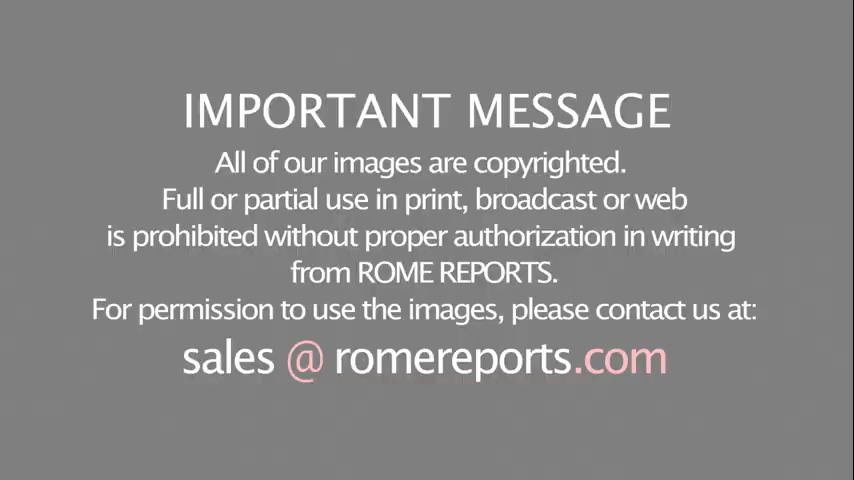 IMPORTANT MESSAGE
All of our images are copyrighted.
Full or partial use in print, broadcast or web
is prohibited without proper authorization in writing
from ROME REPORTS.
For permission to use the images, please contact us at:
sales @ romereports.com